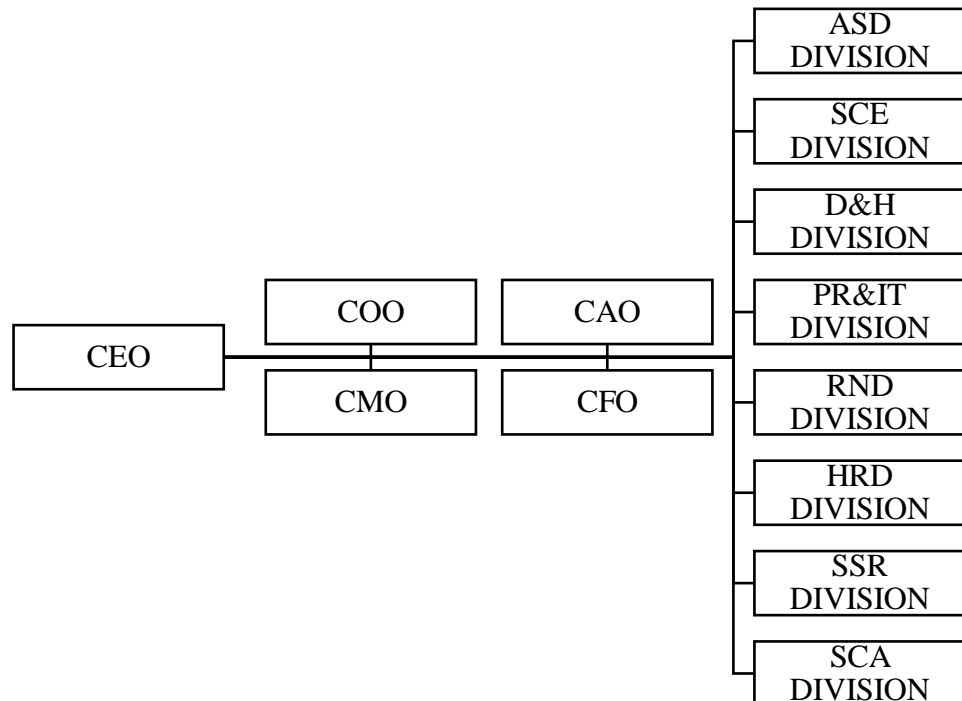 CEO
COO
CMO
CAO
CFO
ASD
DIVISION
SCE
DIVISION
D&H
DIVISION
PR&IT
DIVISION
RND
DIVISION
HRD
DIVISION
SSR
DIVISION
SCA
DIVISION